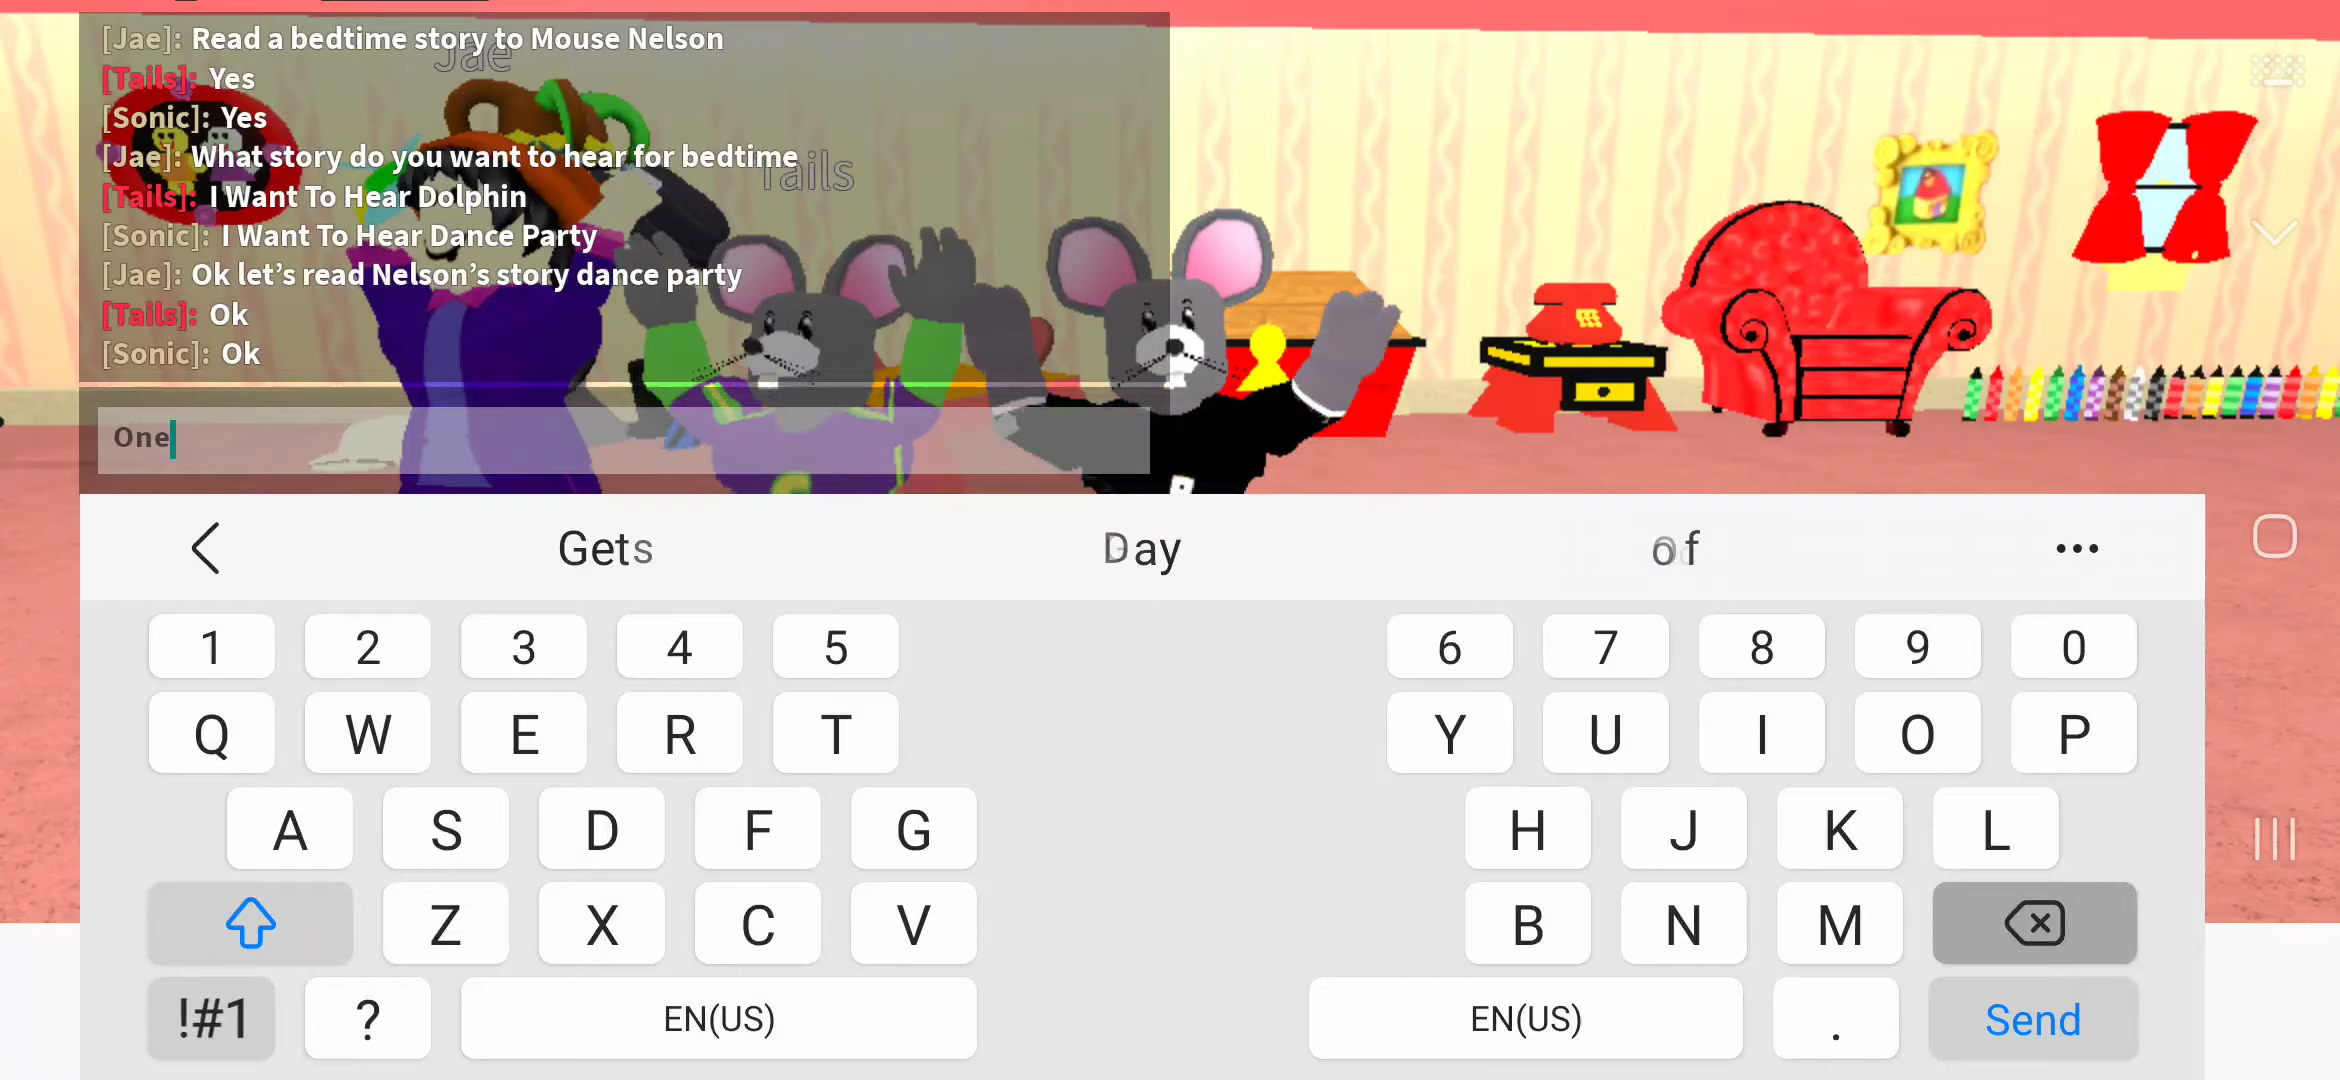 [Jae]: Read a bedtime story to Mouse Nelson
Jae
[Tails]: Yes
[Sonic]: Yes
[Jae]: What story do you want to hear for bedtime
Tails
[Tails]: I Want To Hear Dolphin
[Sonic]: I Want To Hear Dance Party
[Jae]: Ok let’s read Nelson’s story dance party
[Tails]: Ok
[Sonic]: Ok
One
Gets Day of
1 2 3 4 5 6 7 8 9 0
Q W E R T Y U I O P
A S D F G H J K L
Z X C V B N M
!#1 ? EN(US) EN(US) . Send